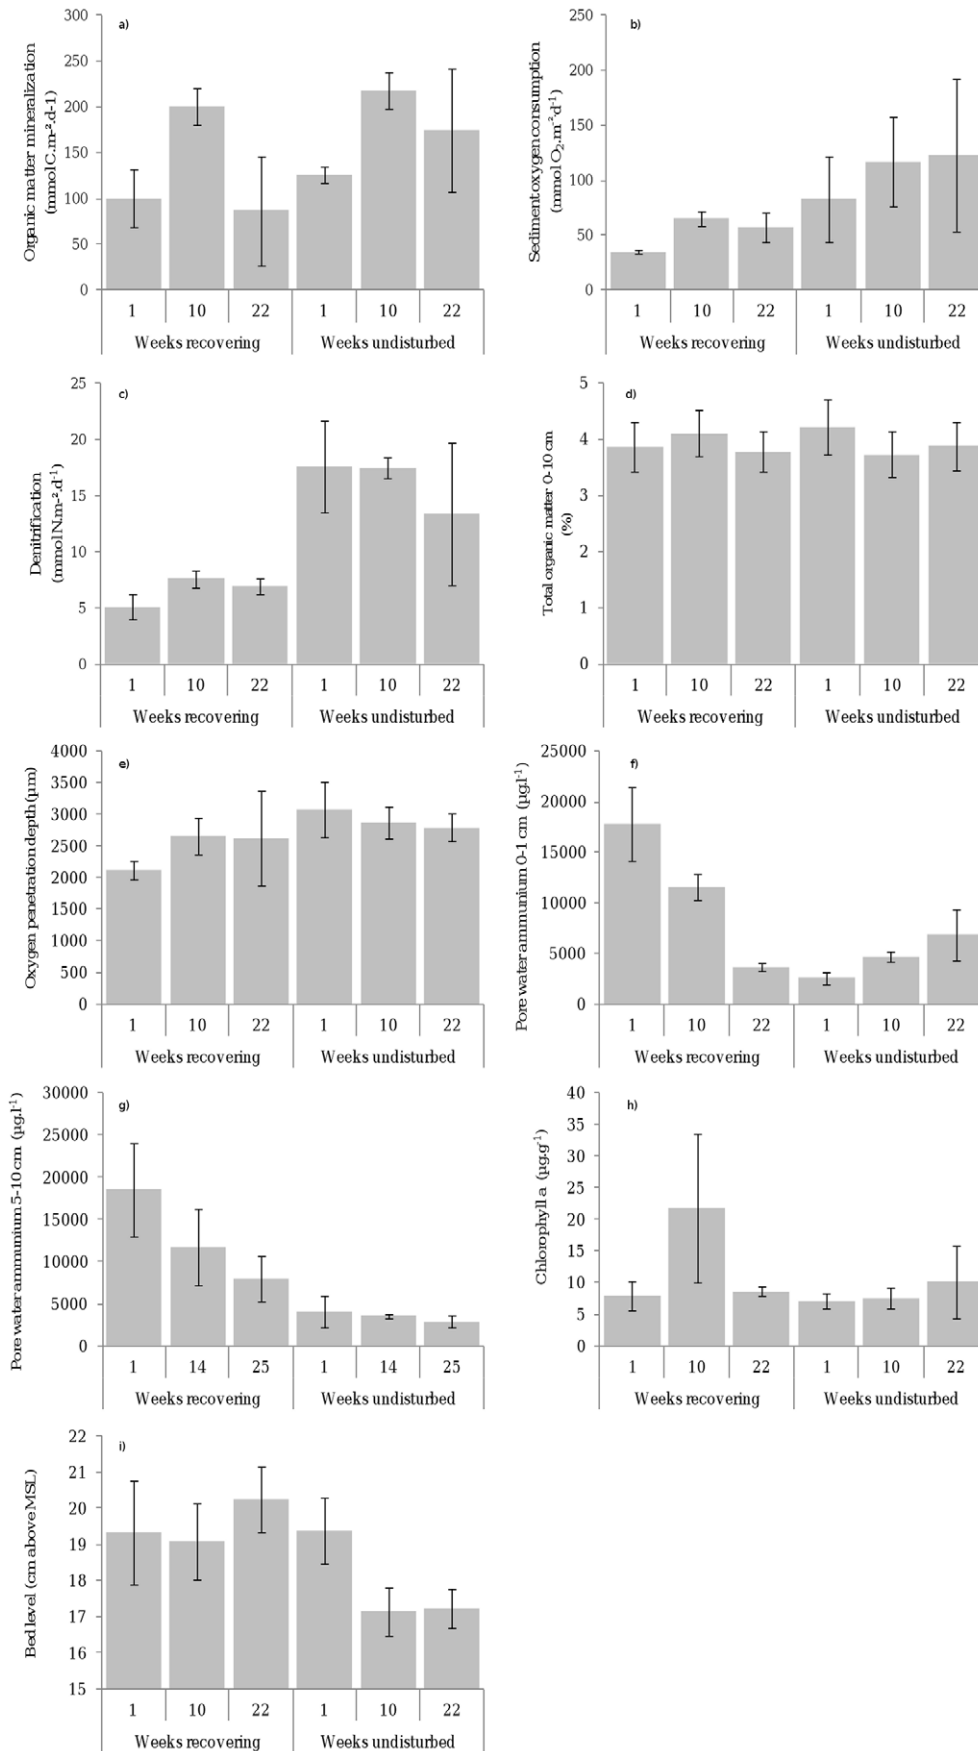 a)
Organic matter mineralization
(mmol C.m-².d-1)
300
250
200
150
100
50
0
1 10 22 1 10 22
Weeks recovering Weeks undisturbed
b)
Sediment oxygen consumption
(mmol O₂.m⁻²d⁻¹)
250
200
150
100
50
0
1 10 22 1 10 22
Weeks recovering Weeks undisturbed
c)
Denitrification
(mmol N.m-².d⁻¹)
25
20
15
10
5
0
1 10 22 1 10 22
Weeks recovering Weeks undisturbed
d)
Total organic matter 0-10 cm
(%)
5
4
3
2
1
0
1 10 22 1 10 22
Weeks recovering Weeks undisturbed
e)
Oxygen penetration depth (µm)
4000
3500
3000
2500
2000
1500
1000
500
0
1 10 22 1 10 22
Weeks recovering Weeks undisturbed
f)
Pore water ammunium 0-1 cm (µg.l⁻¹)
25000
20000
15000
10000
5000
0
1 10 22 1 10 22
Weeks recovering Weeks undisturbed
g)
Pore water ammunium 5-10 cm (µg.l⁻¹)
30000
25000
20000
15000
10000
5000
0
1 14 25 1 14 25
Weeks recovering Weeks undisturbed
h)
Chlorophyll a (µg.g⁻¹)
40
35
30
25
20
15
10
5
0
1 10 22 1 10 22
Weeks recovering Weeks undisturbed
i)
Bed level (cm above MSL)
22
21
20
19
18
17
16
15
1 10 22 1 10 22
Weeks recovering Weeks undisturbed